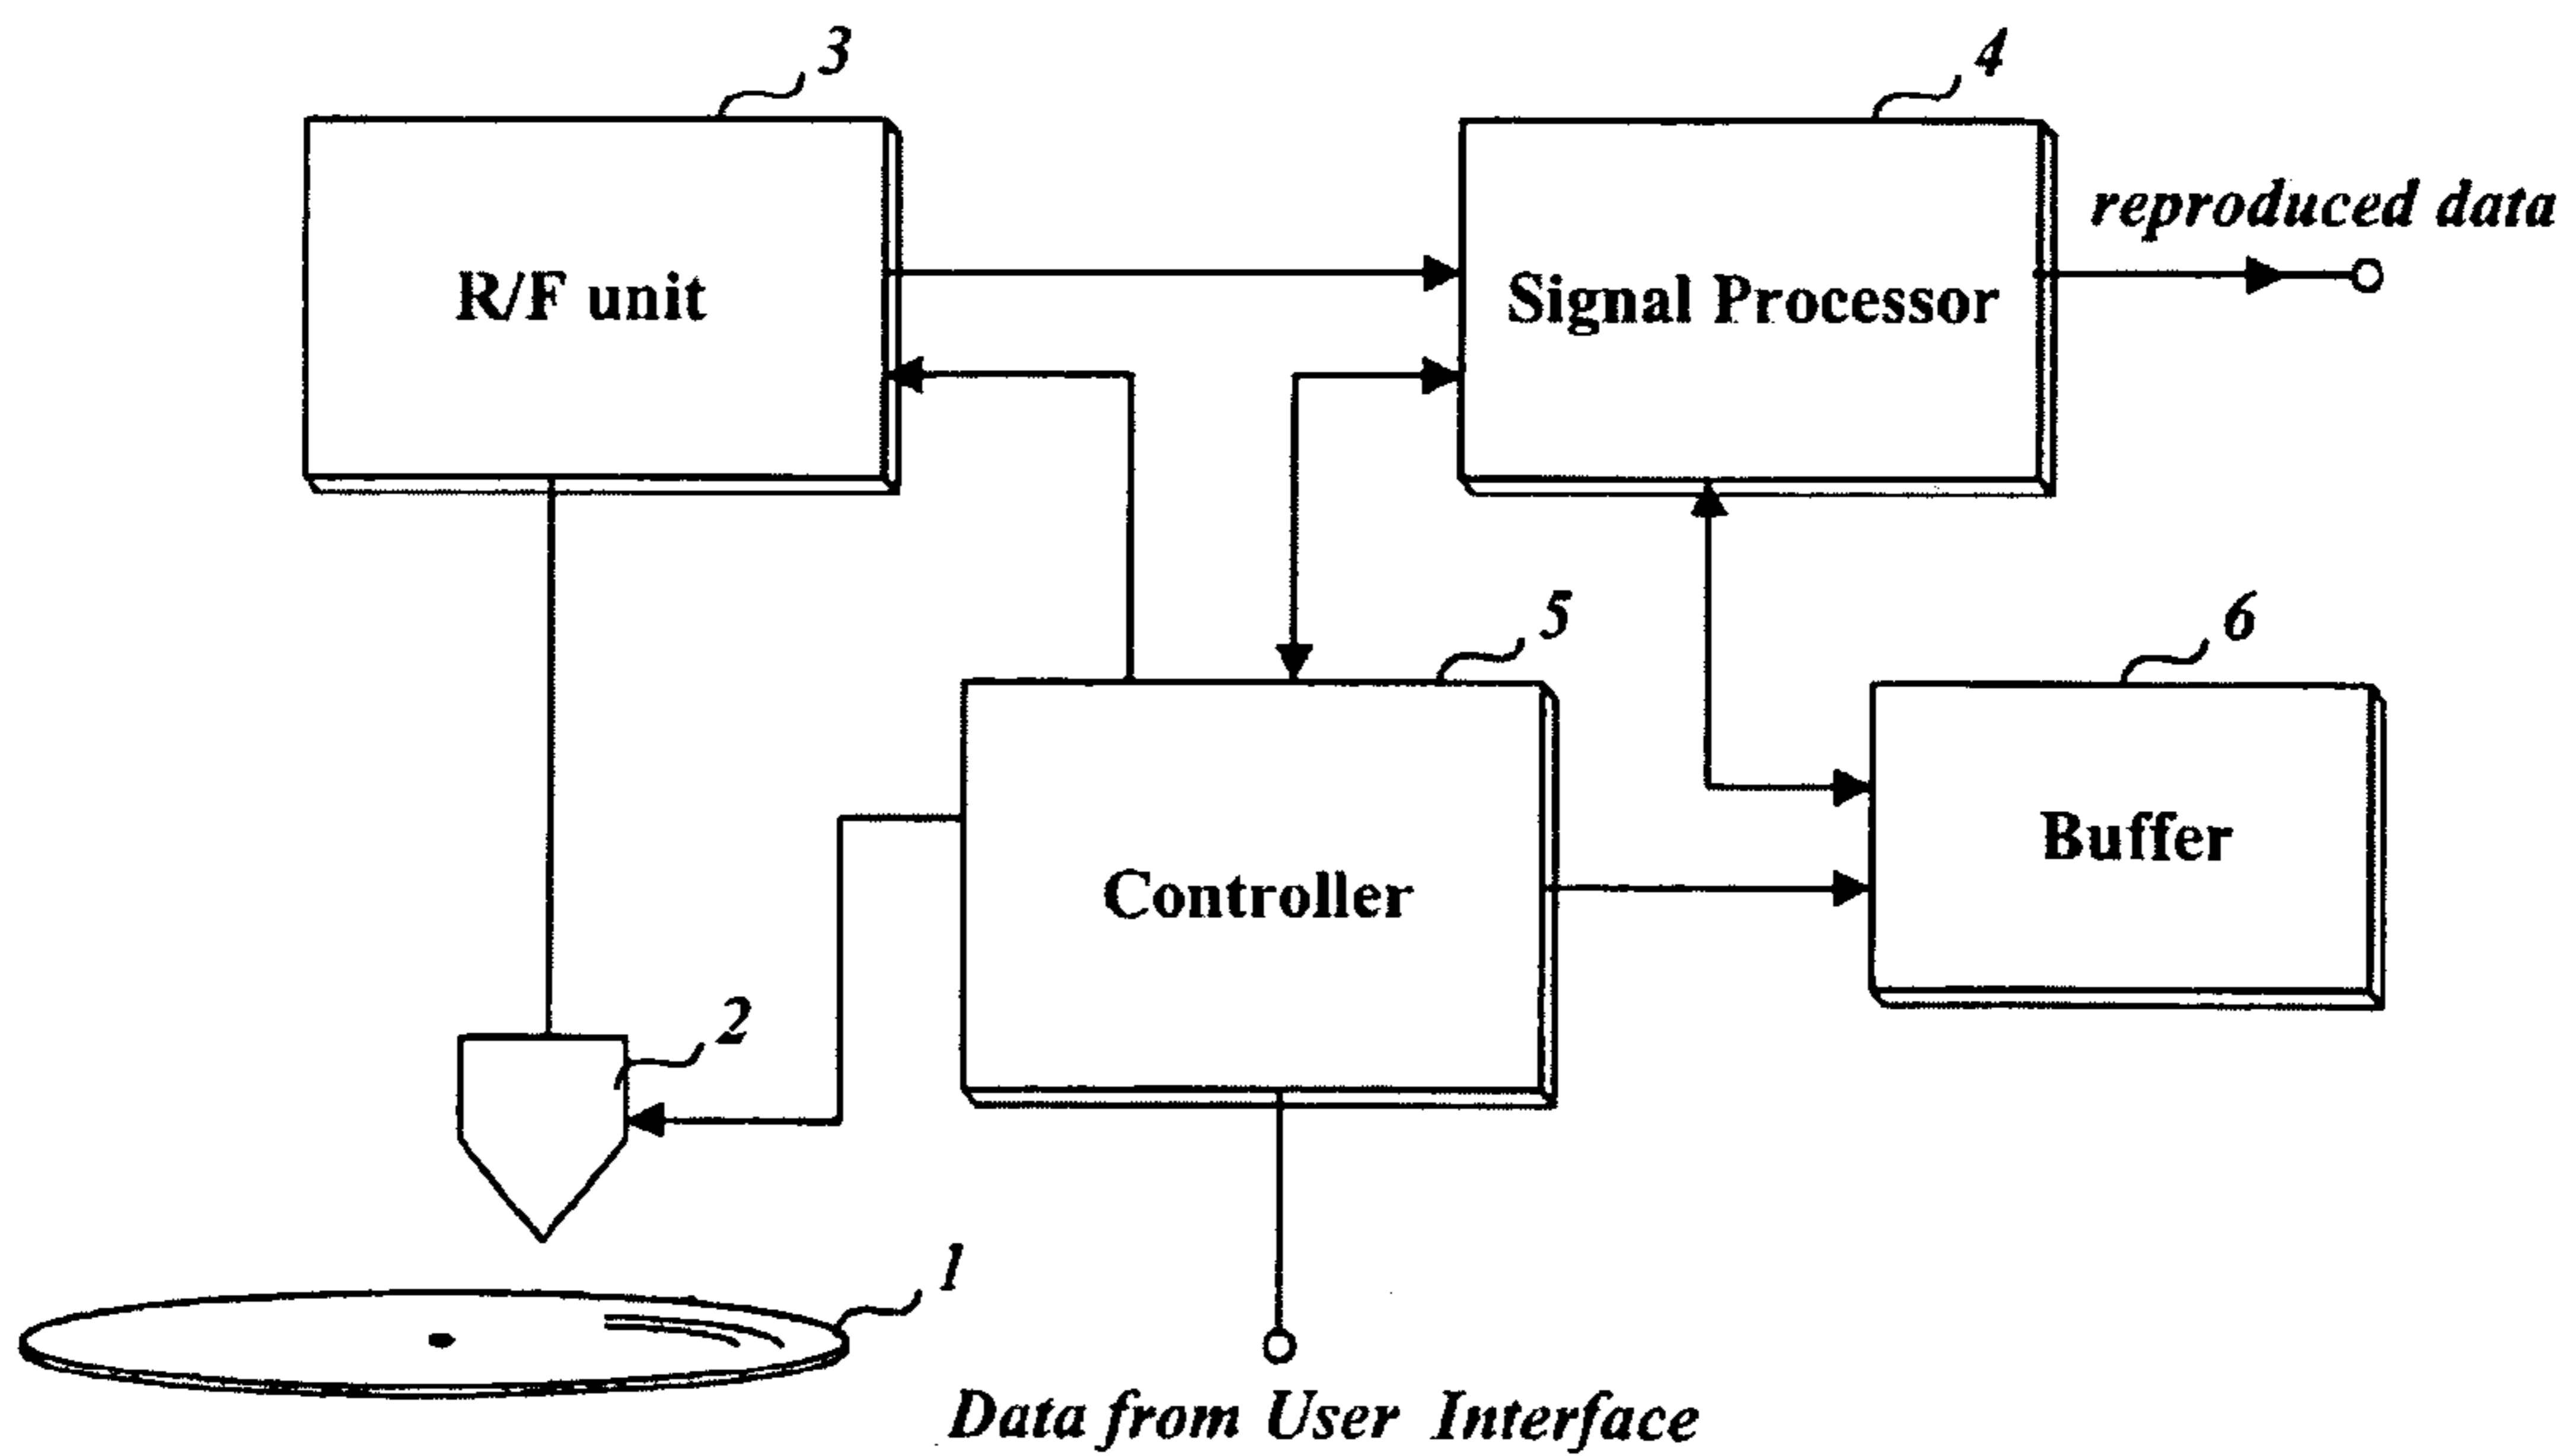 3
4
R/F unit
Signal Processor
reproduced data
5
6
Controller
Buffer
2
1
Data from User Interface